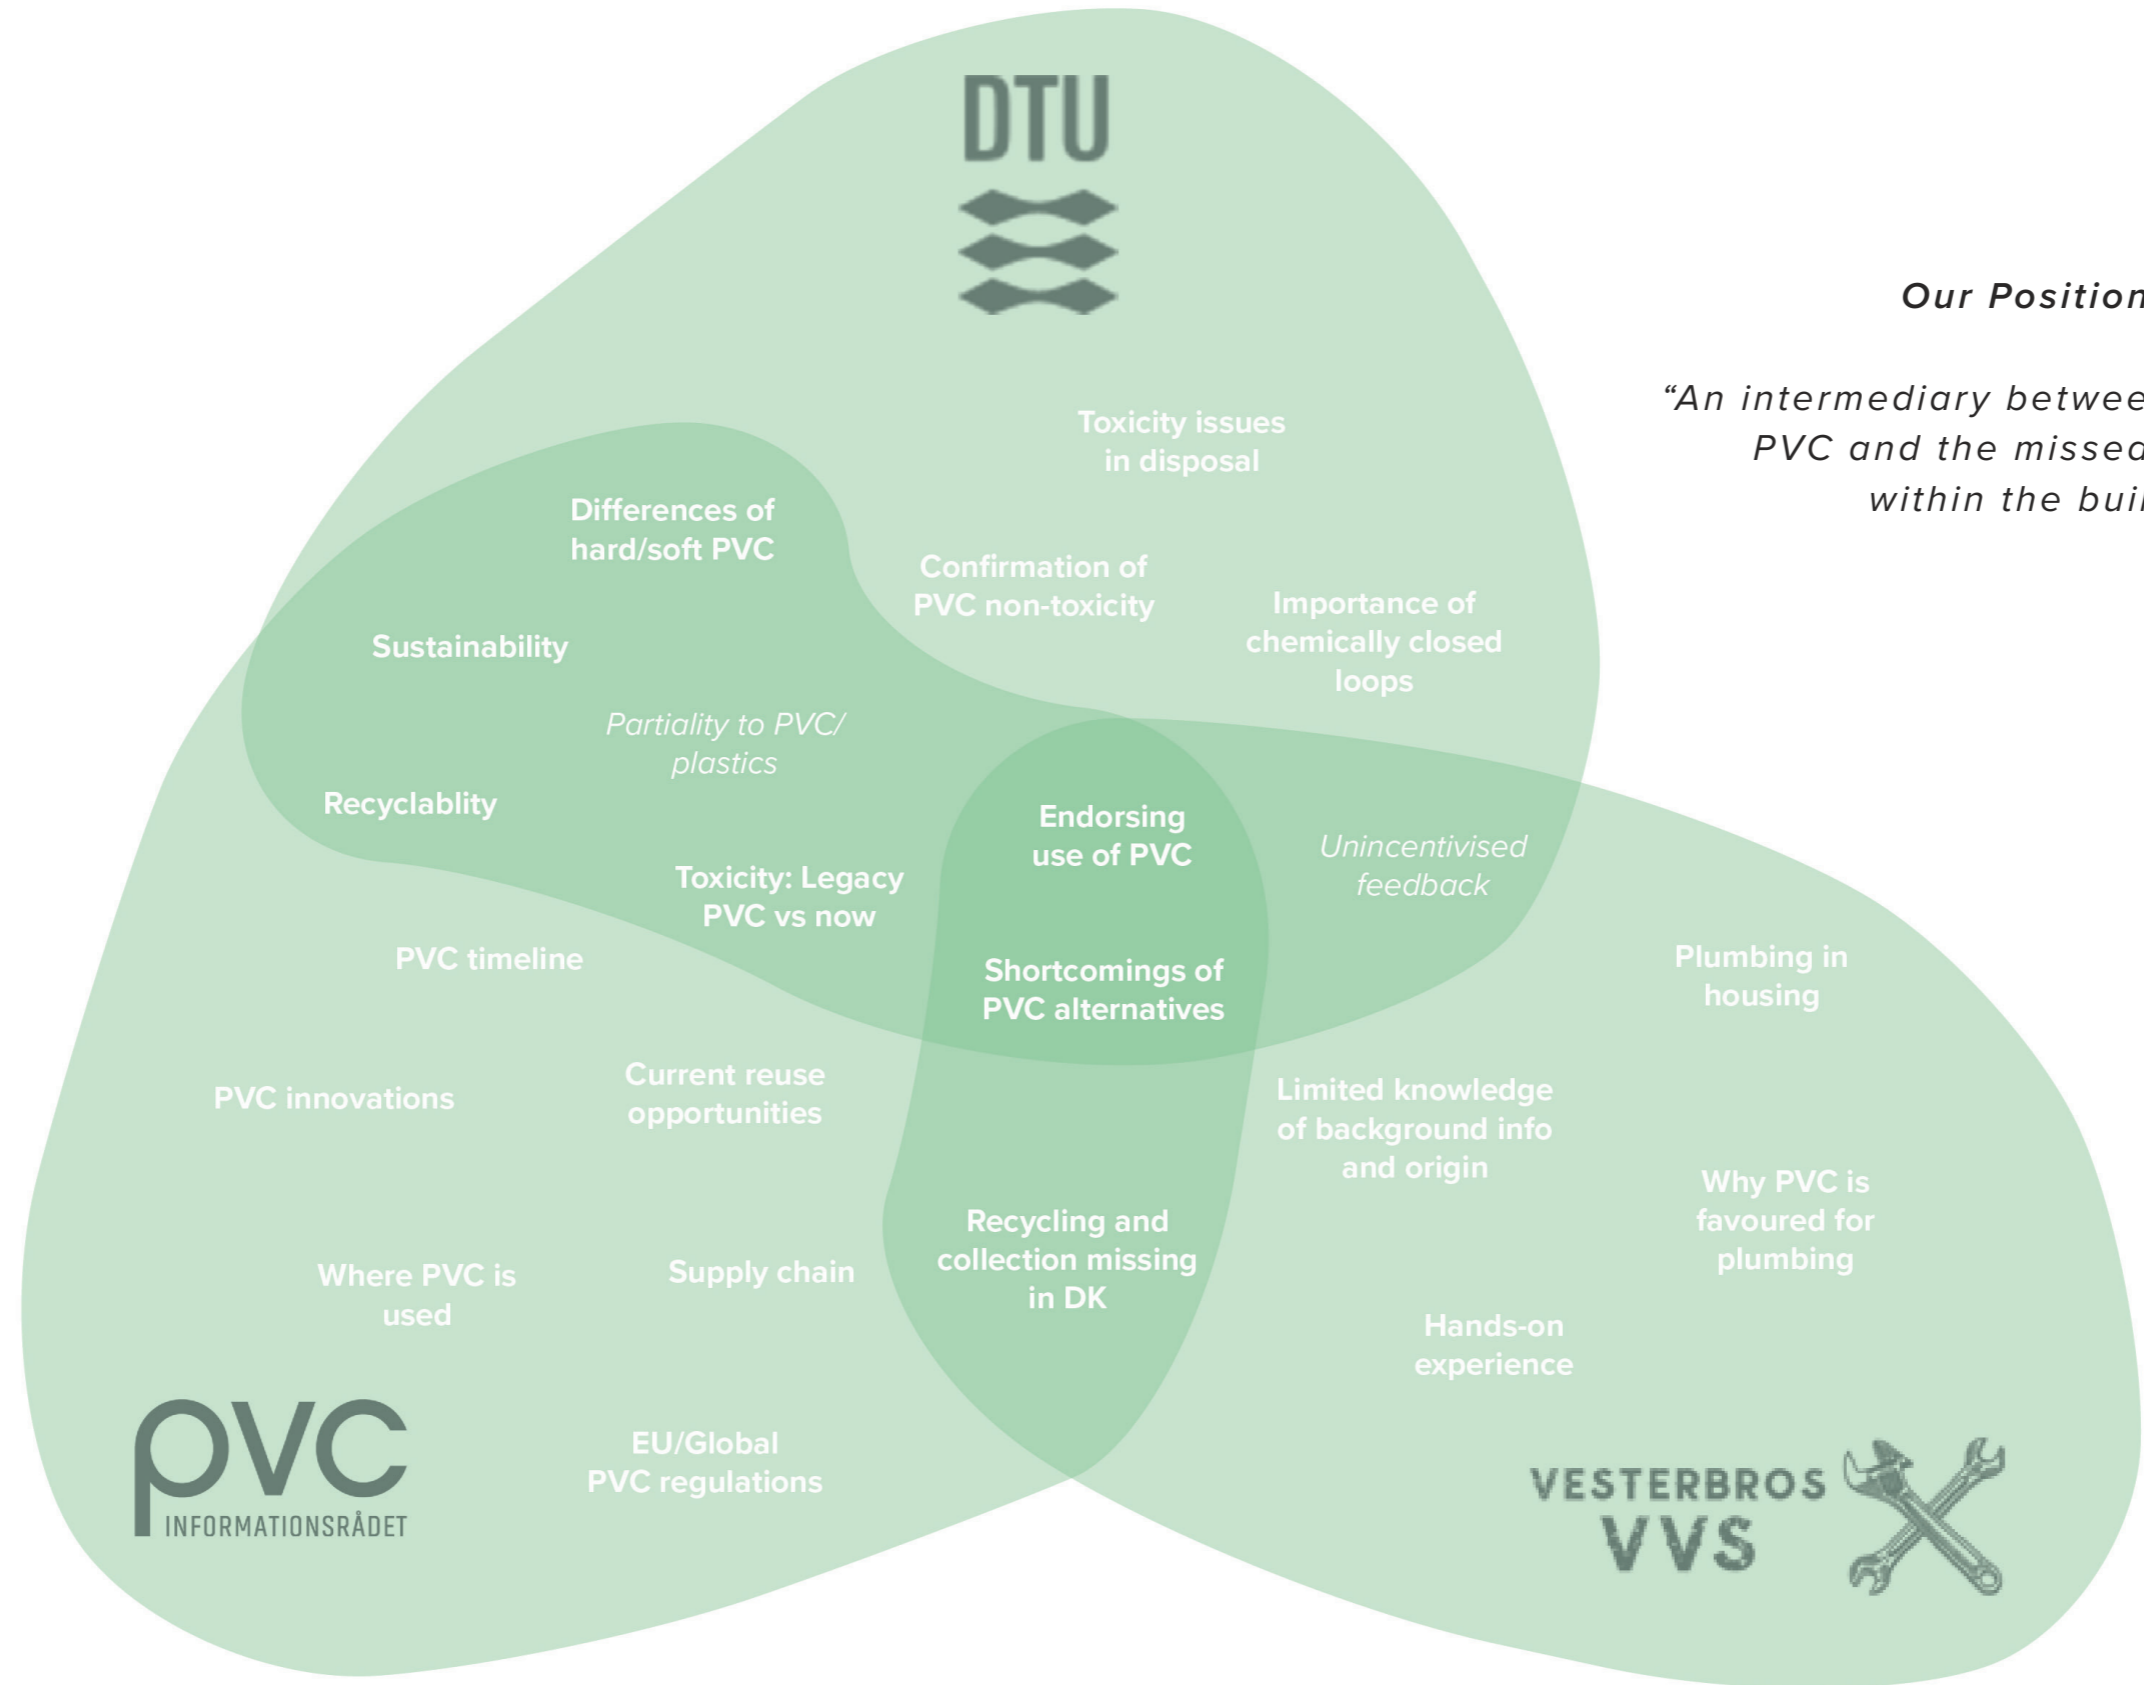 DTU
Our Position
“An intermediary betwee
PVC and the missed
within the buil
Toxicity issues
in disposal
Differences of
hard/soft PVC
Confirmation of
PVC non-toxicity
Importance of
chemically closed
loops
Sustainability
Partiality to PVC/
plastics
Recyclablity
Endorsing
use of PVC
Unincentivised
feedback
Toxicity: Legacy
PVC vs now
Shortcomings of
PVC alternatives
PVC timeline
Plumbing in
housing
PVC innovations
Current reuse
opportunities
Limited knowledge
of background info
and origin
Why PVC is
favoured for
plumbing
Where PVC is
used
Supply chain
Recycling and
collection missing
in DK
Hands-on
experience
EU/Global
PVC regulations
pVC
INFORMATIONSRÅDET
VESTERBROS
VVS